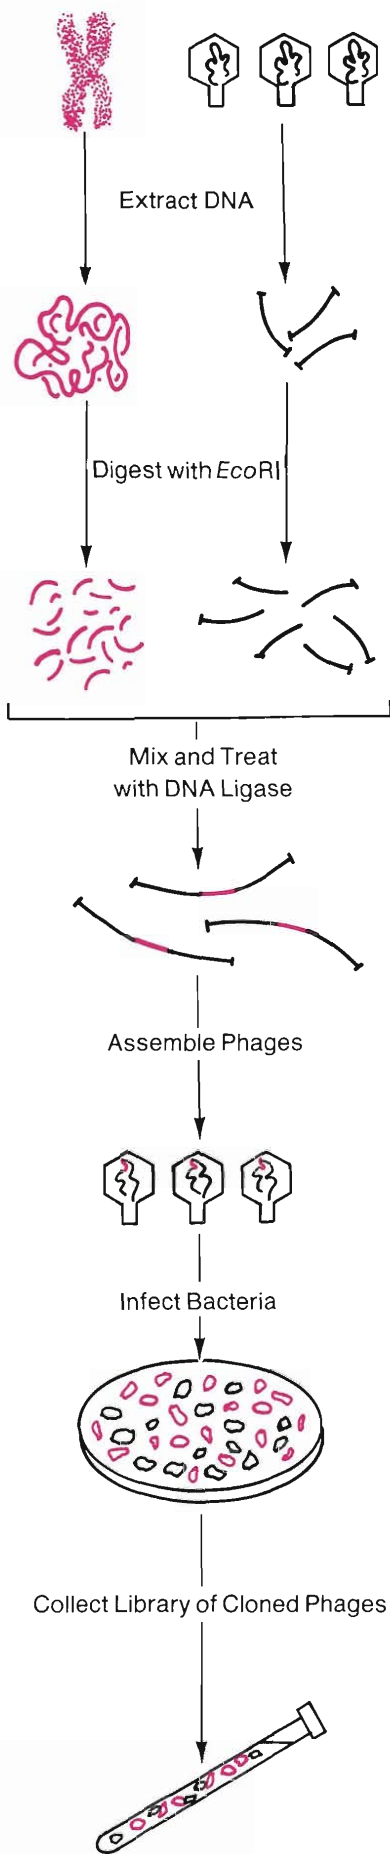 Extract DNA
Digest with EcoRI
Mix and Treat
with DNA Ligase
Assemble Phages
Infect Bacteria
Collect Library of Cloned Phages